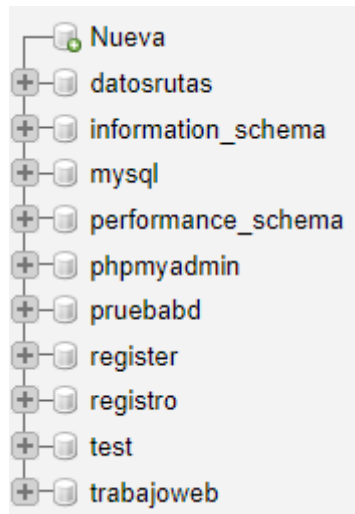 Nueva
datosrutas
information_schema
mysql
performance_schema
phpmyadmin
pruebabd
register
registro
test
trabajoweb